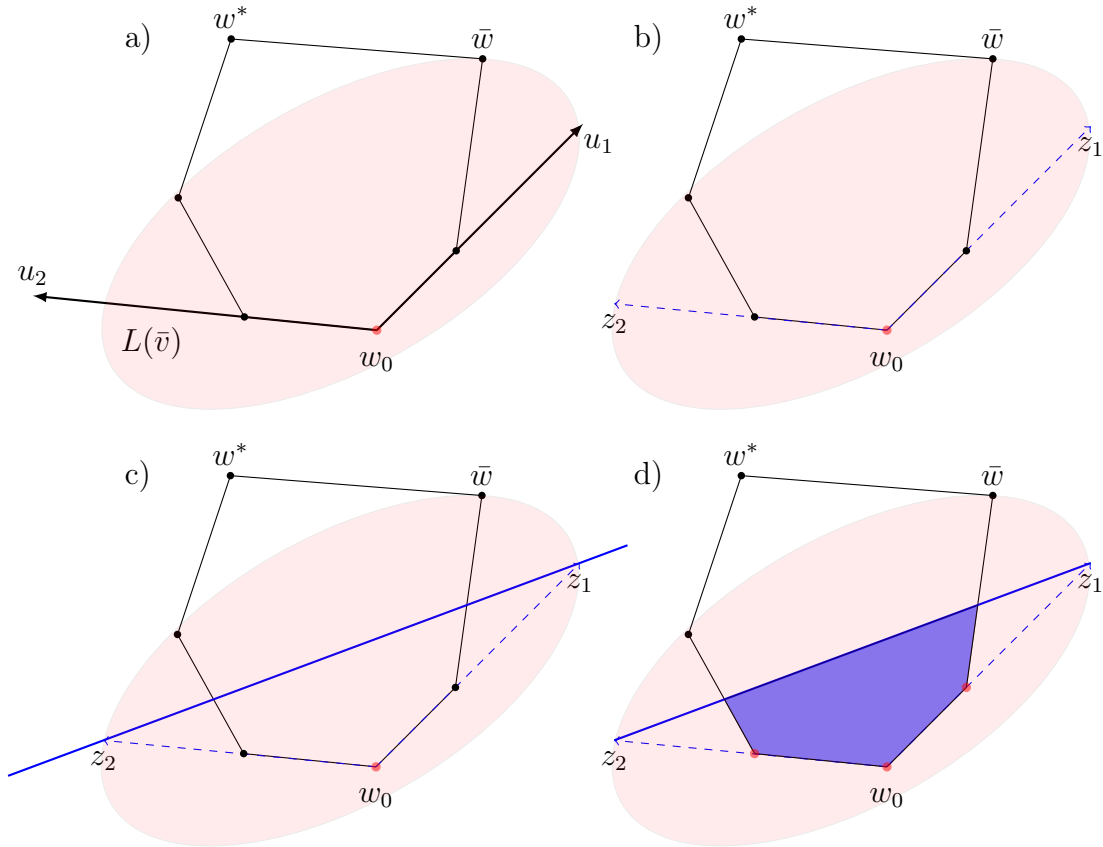 a)
w*
w̄
u₁
u₂
L(v̄)
w₀
b)
w*
w̄
z₁
z₂
w₀
c)
w*
w̄
z₁
z₂
w₀
d)
w*
w̄
z₁
z₂
w₀